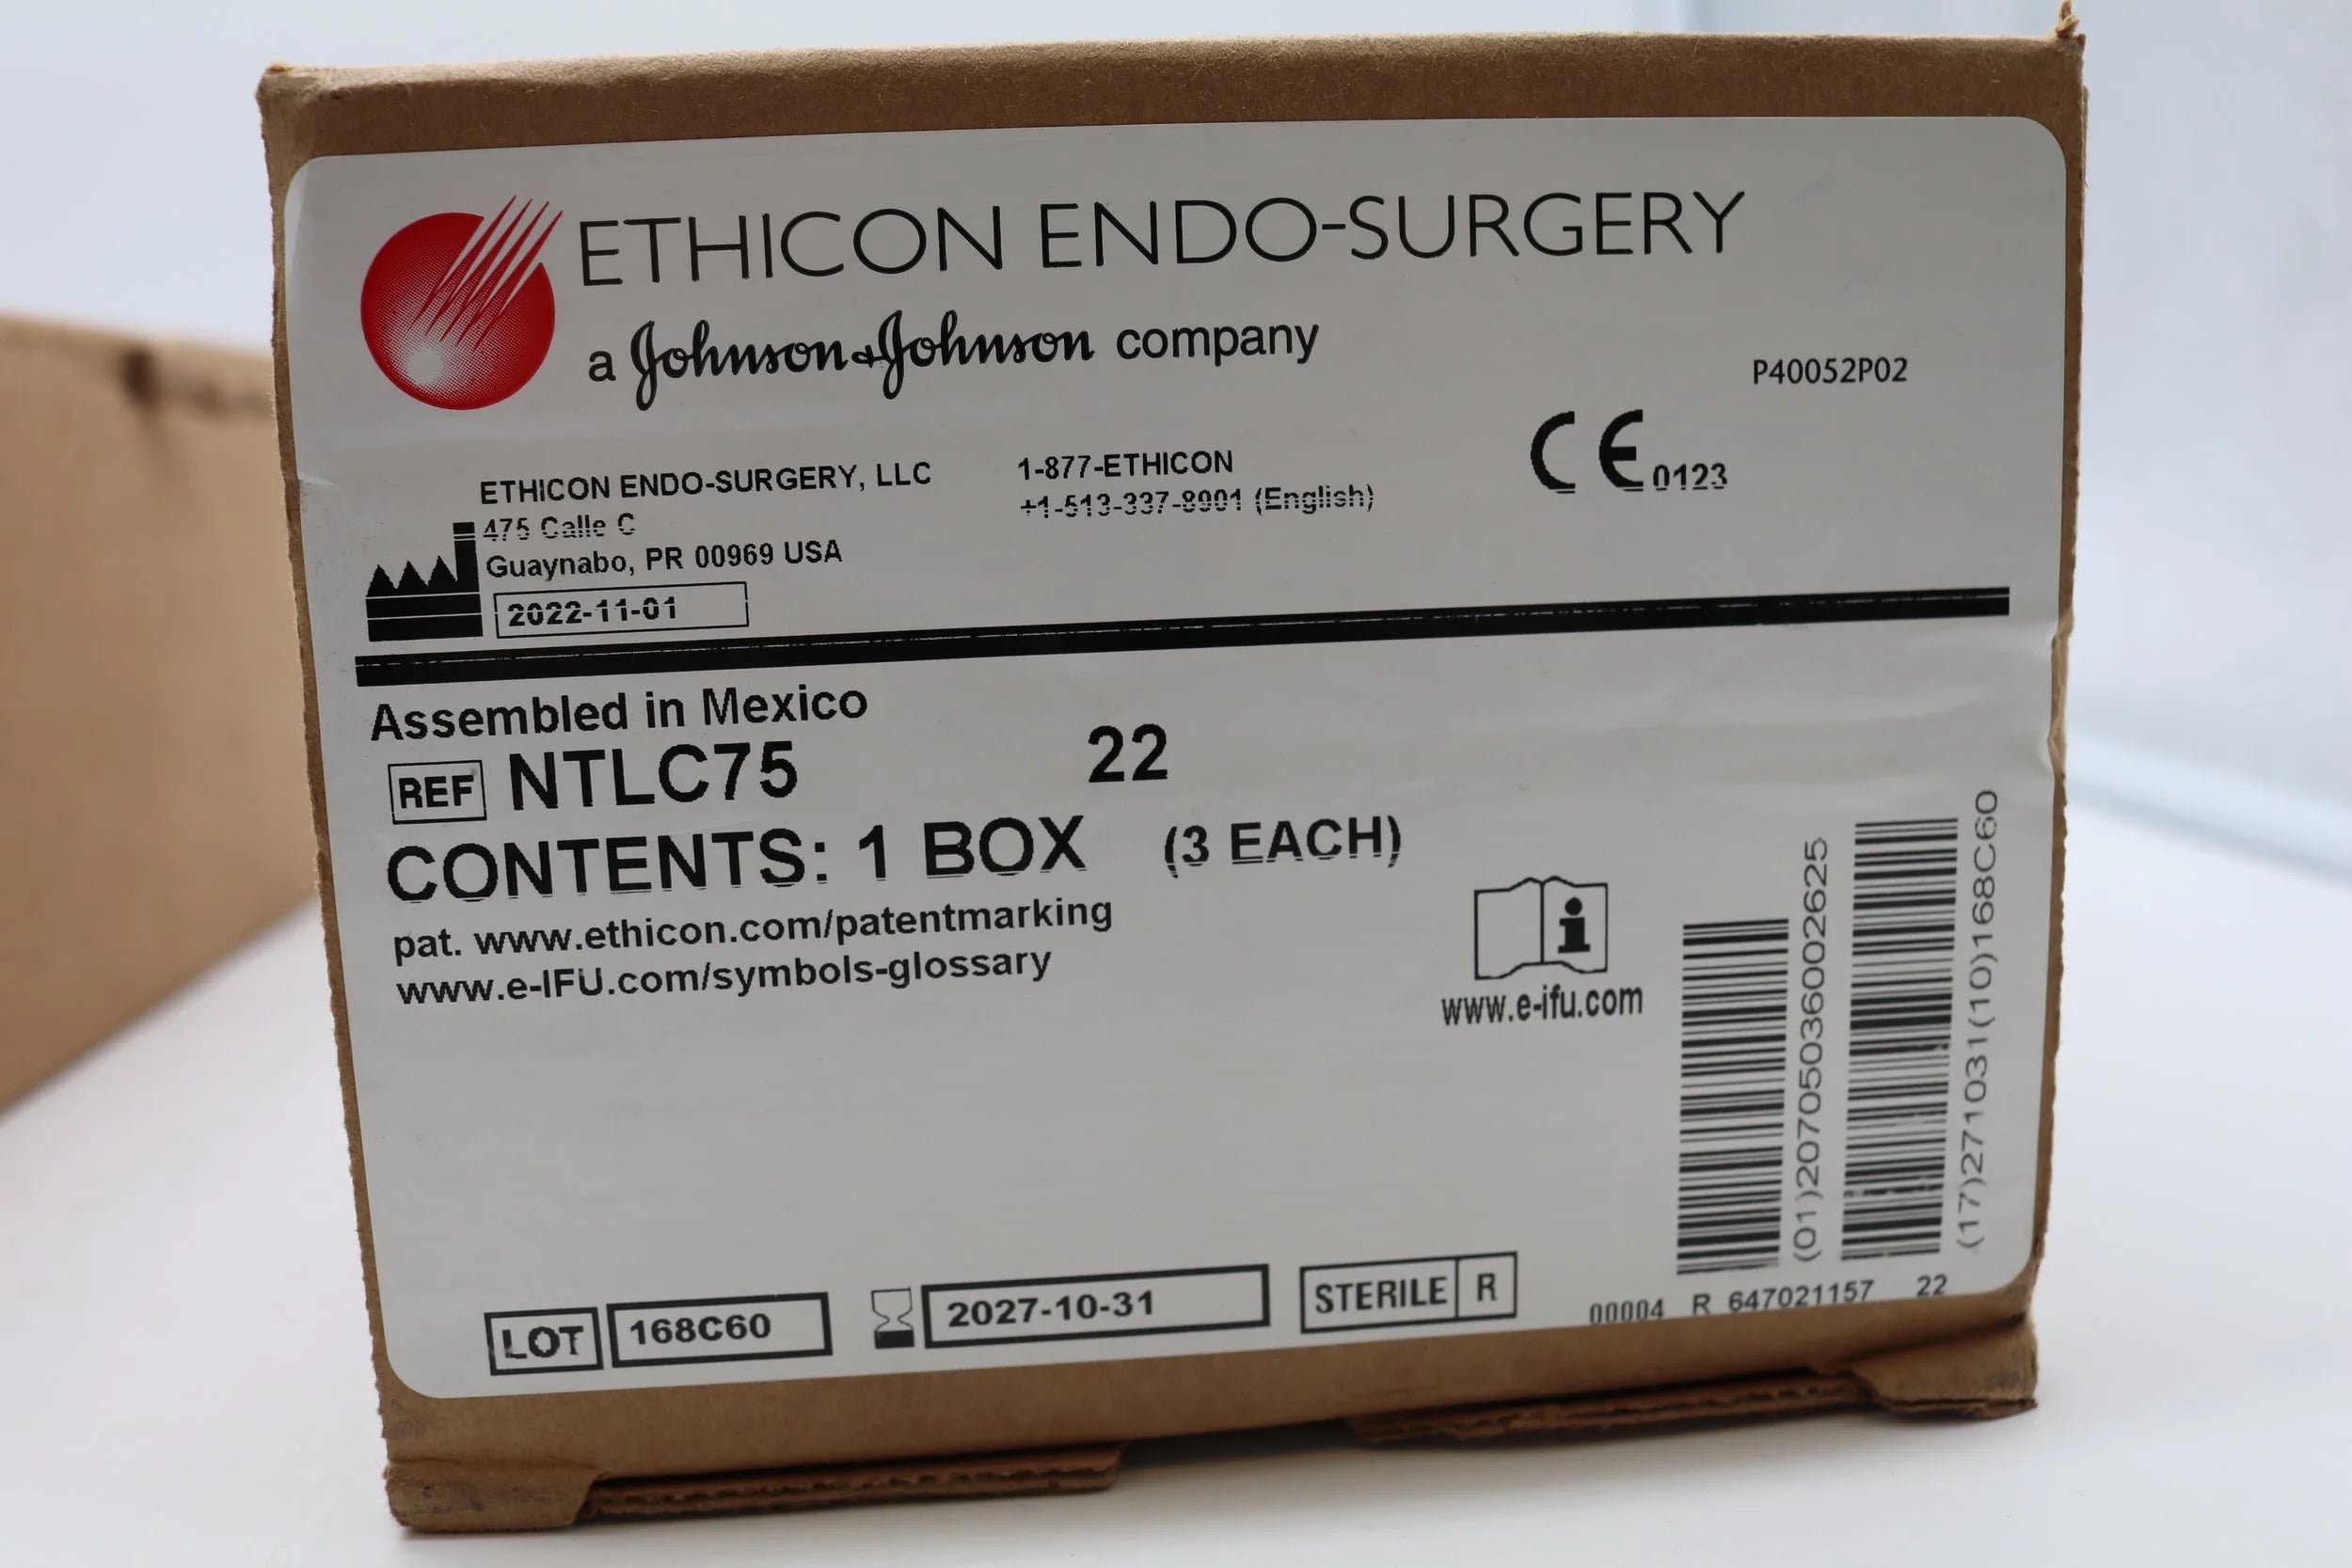 ETHICON ENDO-SURGERY
a Johnson & Johnson company
P40052P02
CE 0123
ETHICON ENDO-SURGERY, LLC
475 Calle C
Guaynabo, PR 00969 USA
2022-11-01
1-877-ETHICON
+1-513-337-8901 (English)
Assembled in Mexico
REF NTLC75 22
CONTENTS: 1 BOX (3 EACH)
pat. www.ethicon.com/patentmarking
www.e-IFU.com/symbols-glossary
i
www.e-ifu.com
(01)20705036002625
(17)271031(10)168C60
LOT 168C60
2027-10-31
STERILE R
00004 R 647021157 22